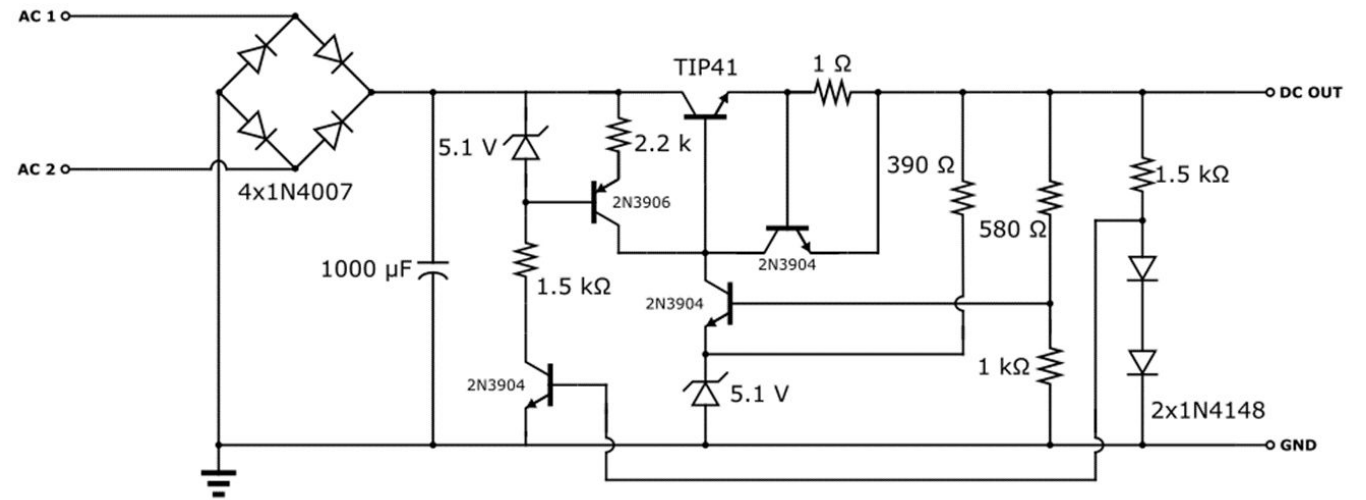 AC 1
AC 2
4x1N4007
1000 µF
5.1 V
2.2 k
2N3906
1.5 kΩ
2N3904
TIP41
1 Ω
2N3904
2N3904
5.1 V
390 Ω
580 Ω
1 kΩ
1.5 kΩ
2x1N4148
DC OUT
GND